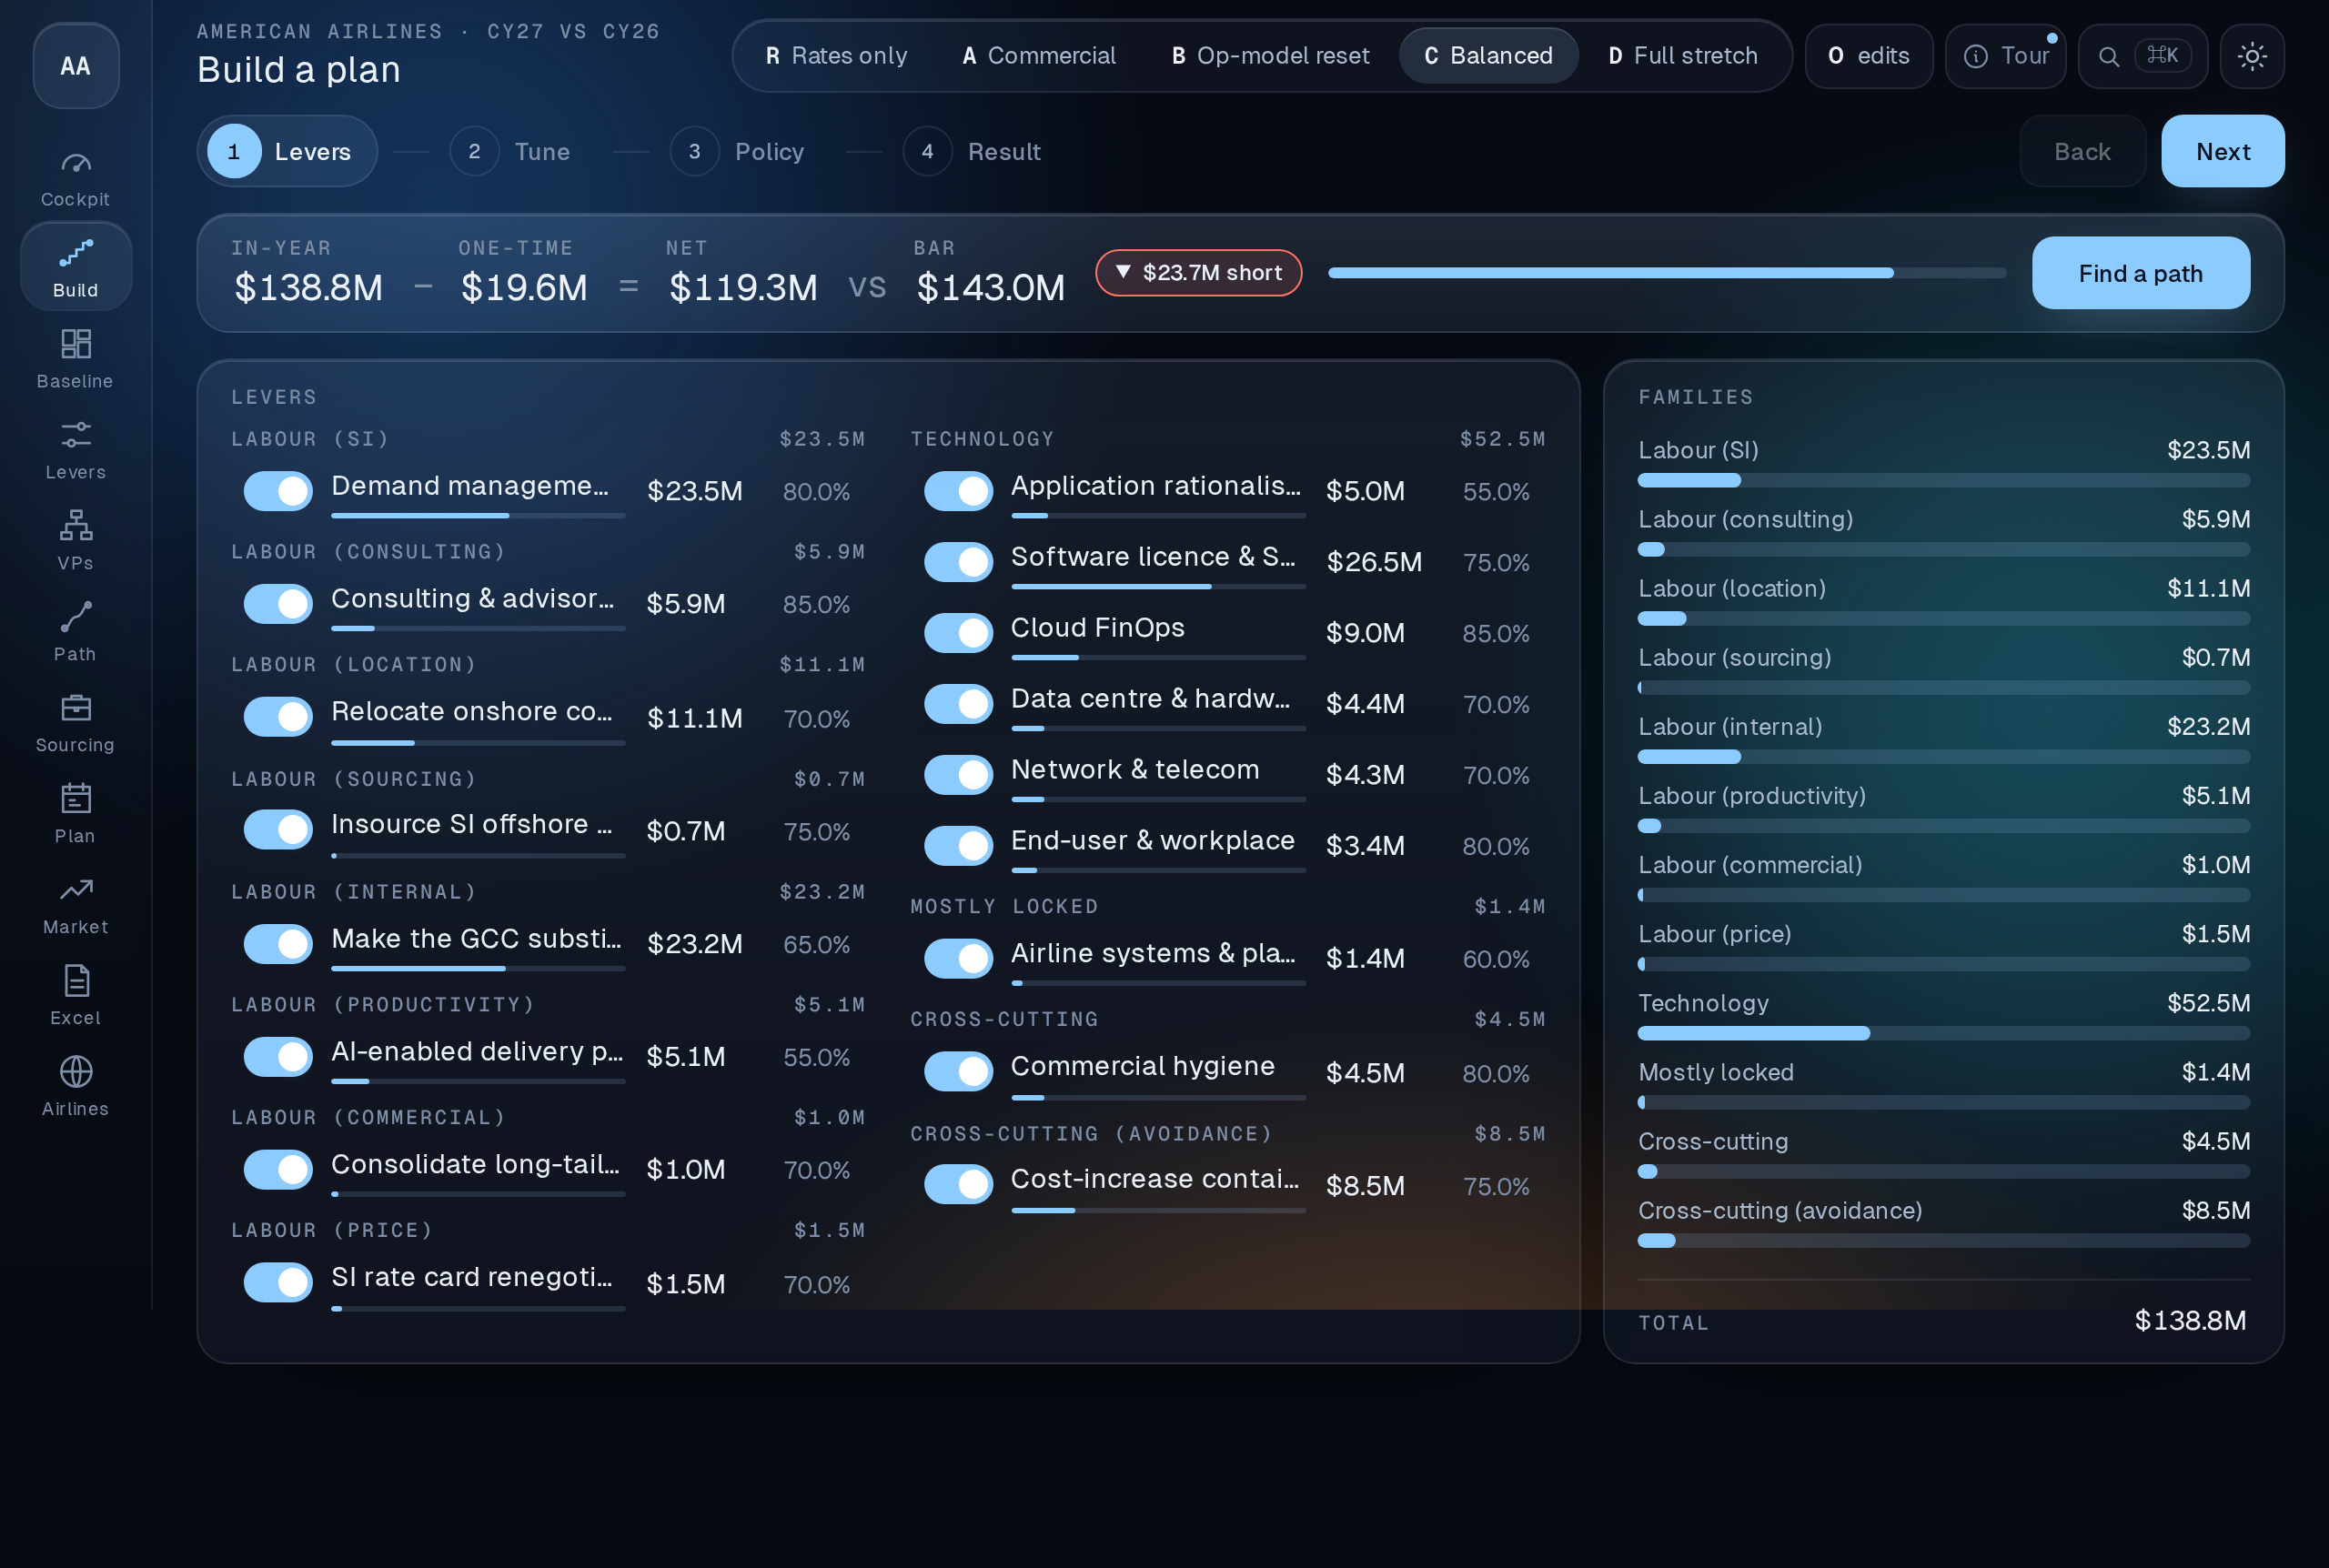 AA
Cockpit
Build
Baseline
Levers
VPs
Path
Sourcing
Plan
Market
Excel
Airlines
AMERICAN AIRLINES · CY27 VS CY26
Build a plan
R Rates only
A Commercial
B Op-model reset
C Balanced
D Full stretch
0 edits
Tour
⌘K
1 Levers
2 Tune
3 Policy
4 Result
Back
Next
IN-YEAR
$138.8M
−
ONE-TIME
$19.6M
=
NET
$119.3M
vs
BAR
$143.0M
▼ $23.7M short
Find a path
LEVERS
LABOUR (SI) $23.5M
Demand manageme… $23.5M 80.0%
LABOUR (CONSULTING) $5.9M
Consulting & advisor… $5.9M 85.0%
LABOUR (LOCATION) $11.1M
Relocate onshore co… $11.1M 70.0%
LABOUR (SOURCING) $0.7M
Insource SI offshore … $0.7M 75.0%
LABOUR (INTERNAL) $23.2M
Make the GCC substi… $23.2M 65.0%
LABOUR (PRODUCTIVITY) $5.1M
AI-enabled delivery p… $5.1M 55.0%
LABOUR (COMMERCIAL) $1.0M
Consolidate long-tail… $1.0M 70.0%
LABOUR (PRICE) $1.5M
SI rate card renegoti… $1.5M 70.0%
TECHNOLOGY $52.5M
Application rationalis… $5.0M 55.0%
Software licence & S… $26.5M 75.0%
Cloud FinOps $9.0M 85.0%
Data centre & hardw… $4.4M 70.0%
Network & telecom $4.3M 70.0%
End-user & workplace $3.4M 80.0%
MOSTLY LOCKED $1.4M
Airline systems & pla… $1.4M 60.0%
CROSS-CUTTING $4.5M
Commercial hygiene $4.5M 80.0%
CROSS-CUTTING (AVOIDANCE) $8.5M
Cost-increase contai… $8.5M 75.0%
FAMILIES
Labour (SI) $23.5M
Labour (consulting) $5.9M
Labour (location) $11.1M
Labour (sourcing) $0.7M
Labour (internal) $23.2M
Labour (productivity) $5.1M
Labour (commercial) $1.0M
Labour (price) $1.5M
Technology $52.5M
Mostly locked $1.4M
Cross-cutting $4.5M
Cross-cutting (avoidance) $8.5M
TOTAL $138.8M